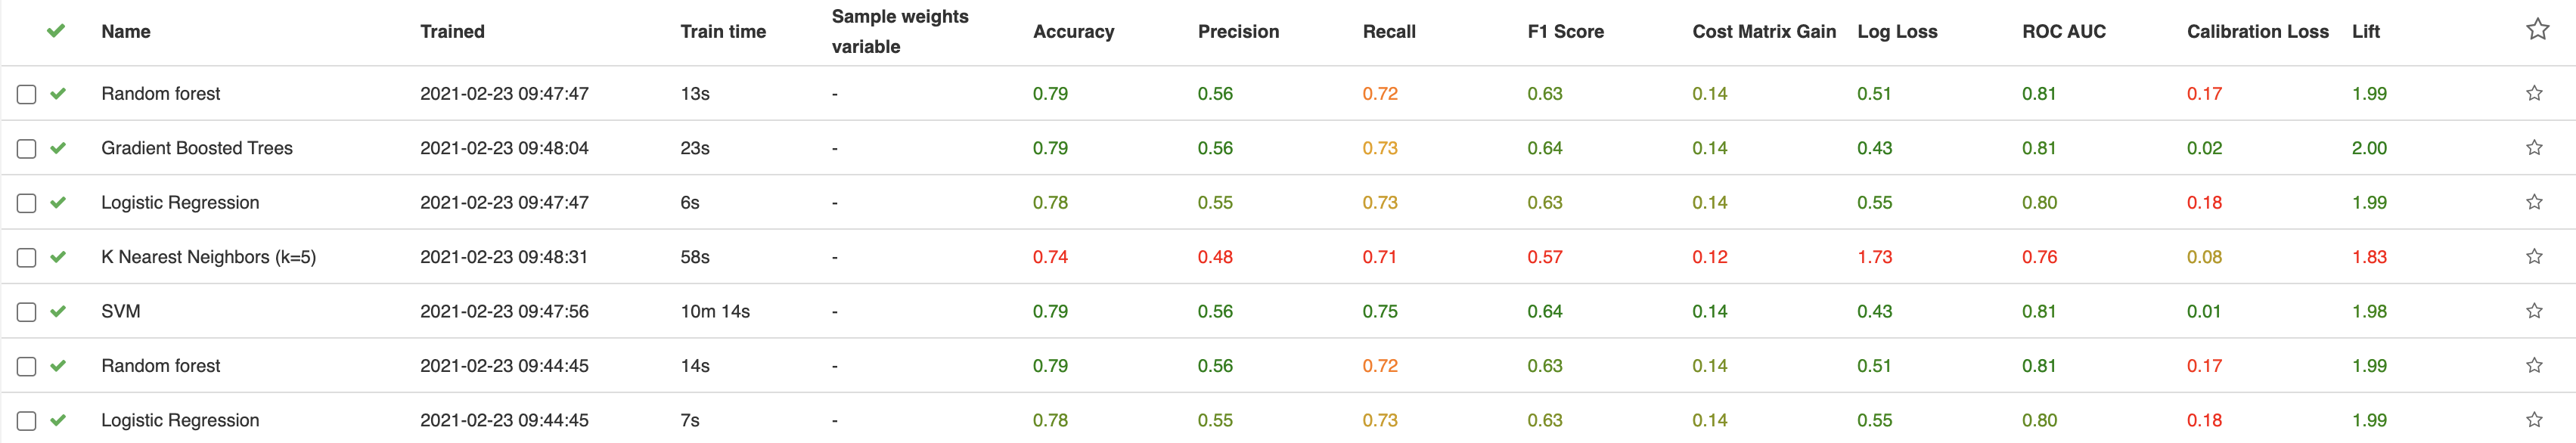 Name Trained Train time Sample weights variable Accuracy Precision Recall F1 Score Cost Matrix Gain Log Loss ROC AUC Calibration Loss Lift
Random forest 2021-02-23 09:47:47 13s - 0.79 0.56 0.72 0.63 0.14 0.51 0.81 0.17 1.99
Gradient Boosted Trees 2021-02-23 09:48:04 23s - 0.79 0.56 0.73 0.64 0.14 0.43 0.81 0.02 2.00
Logistic Regression 2021-02-23 09:47:47 6s - 0.78 0.55 0.73 0.63 0.14 0.55 0.80 0.18 1.99
K Nearest Neighbors (k=5) 2021-02-23 09:48:31 58s - 0.74 0.48 0.71 0.57 0.12 1.73 0.76 0.08 1.83
SVM 2021-02-23 09:47:56 10m 14s - 0.79 0.56 0.75 0.64 0.14 0.43 0.81 0.01 1.98
Random forest 2021-02-23 09:44:45 14s - 0.79 0.56 0.72 0.63 0.14 0.51 0.81 0.17 1.99
Logistic Regression 2021-02-23 09:44:45 7s - 0.78 0.55 0.73 0.63 0.14 0.55 0.80 0.18 1.99